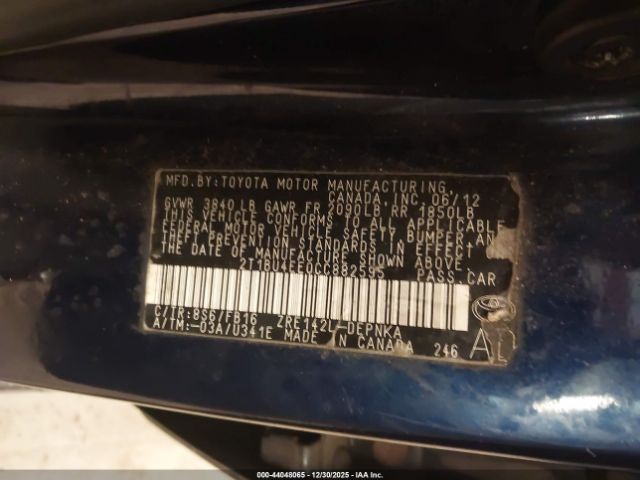 MFD.BY:TOYOTA MOTOR MANUFACTURING,
CANADA, INC. 06/12
GVWR 3840LB GAWR FR 2090LB RR 1850LB
THIS VEHICLE CONFORMS TO ALL APPLICABLE
FEDERAL MOTOR VEHICLE SAFETY, BUMPER, AND
THEFT PREVENTION STANDARDS IN EFFECT
ON THE DATE OF MANUFACTURE SHOWN ABOVE.
2T1BU4EE0CC882595 PASS.CAR
C/TR:8S6/FB16 ZRE142L-DEPNKA
A/TM:-03A/U341E MADE IN CANADA 246
A
000-44048065 - 12/30/2025 - IAA Inc.